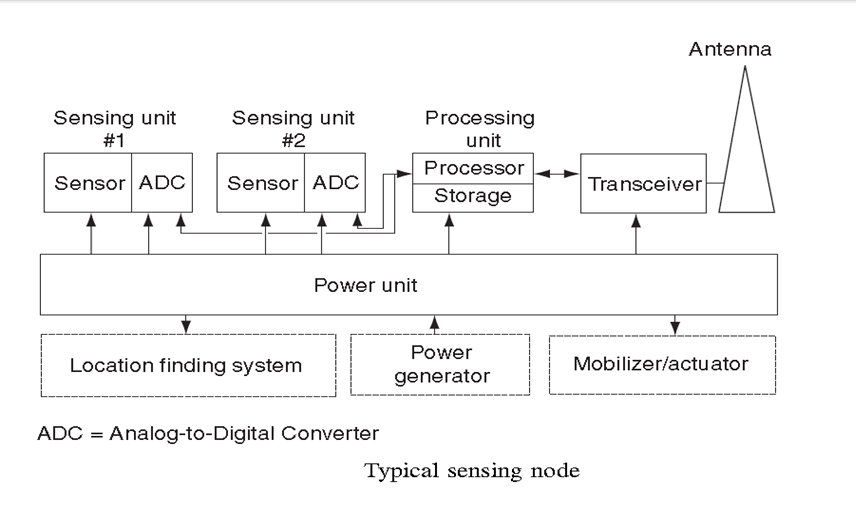 Antenna
Sensing unit
#1
Sensing unit
#2
Processing
unit
Sensor
ADC
Sensor
ADC
Processor
Storage
Transceiver
Power unit
Location finding system
Power
generator
Mobilizer/actuator
ADC = Analog-to-Digital Converter
Typical sensing node